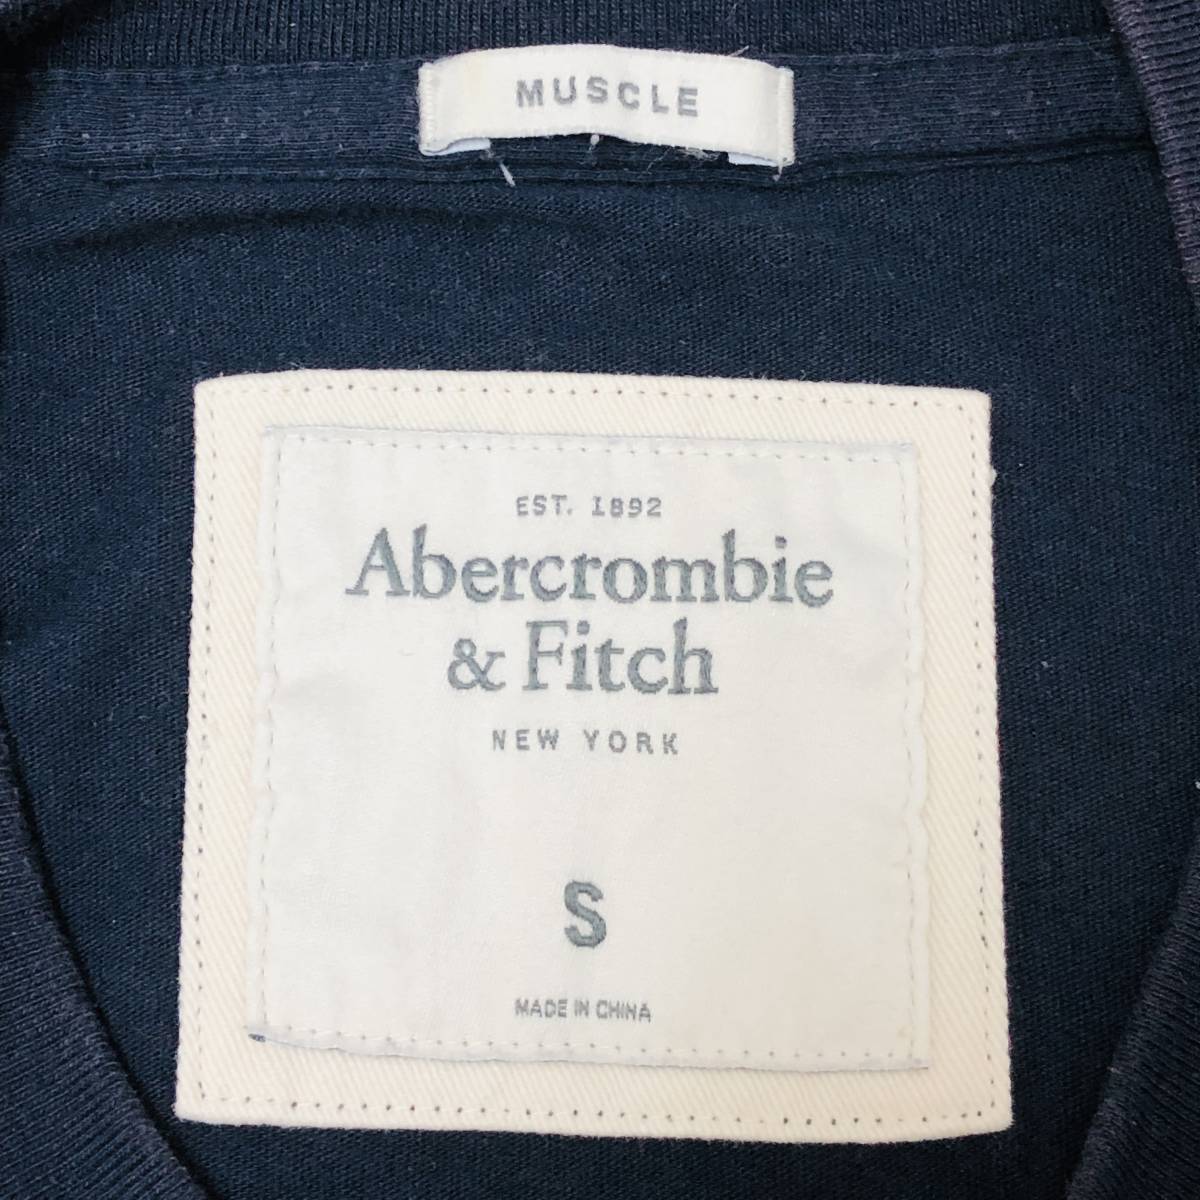 MUSCLE
EST. 1892
Abercrombie
& Fitch
NEW YORK
S
MADE IN CHINA